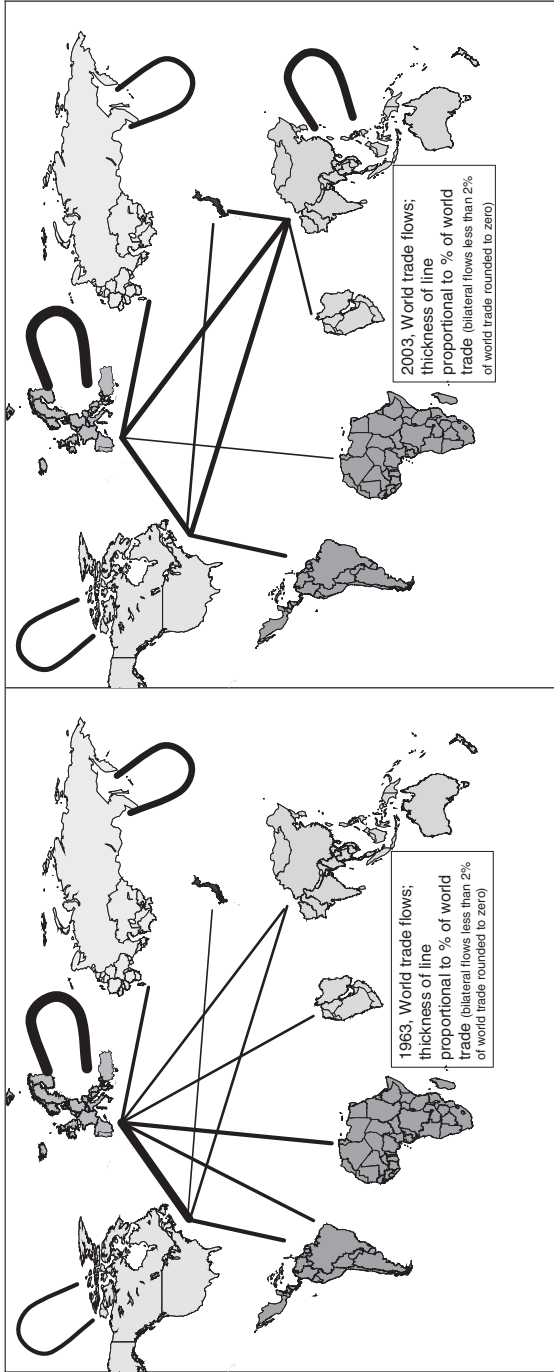 2003, World trade flows;
thickness of line
proportional to % of world
trade (bilateral flows less than 2%
of world trade rounded to zero)
1963, World trade flows;
thickness of line
proportional to % of world
trade (bilateral flows less than 2%
of world trade rounded to zero)